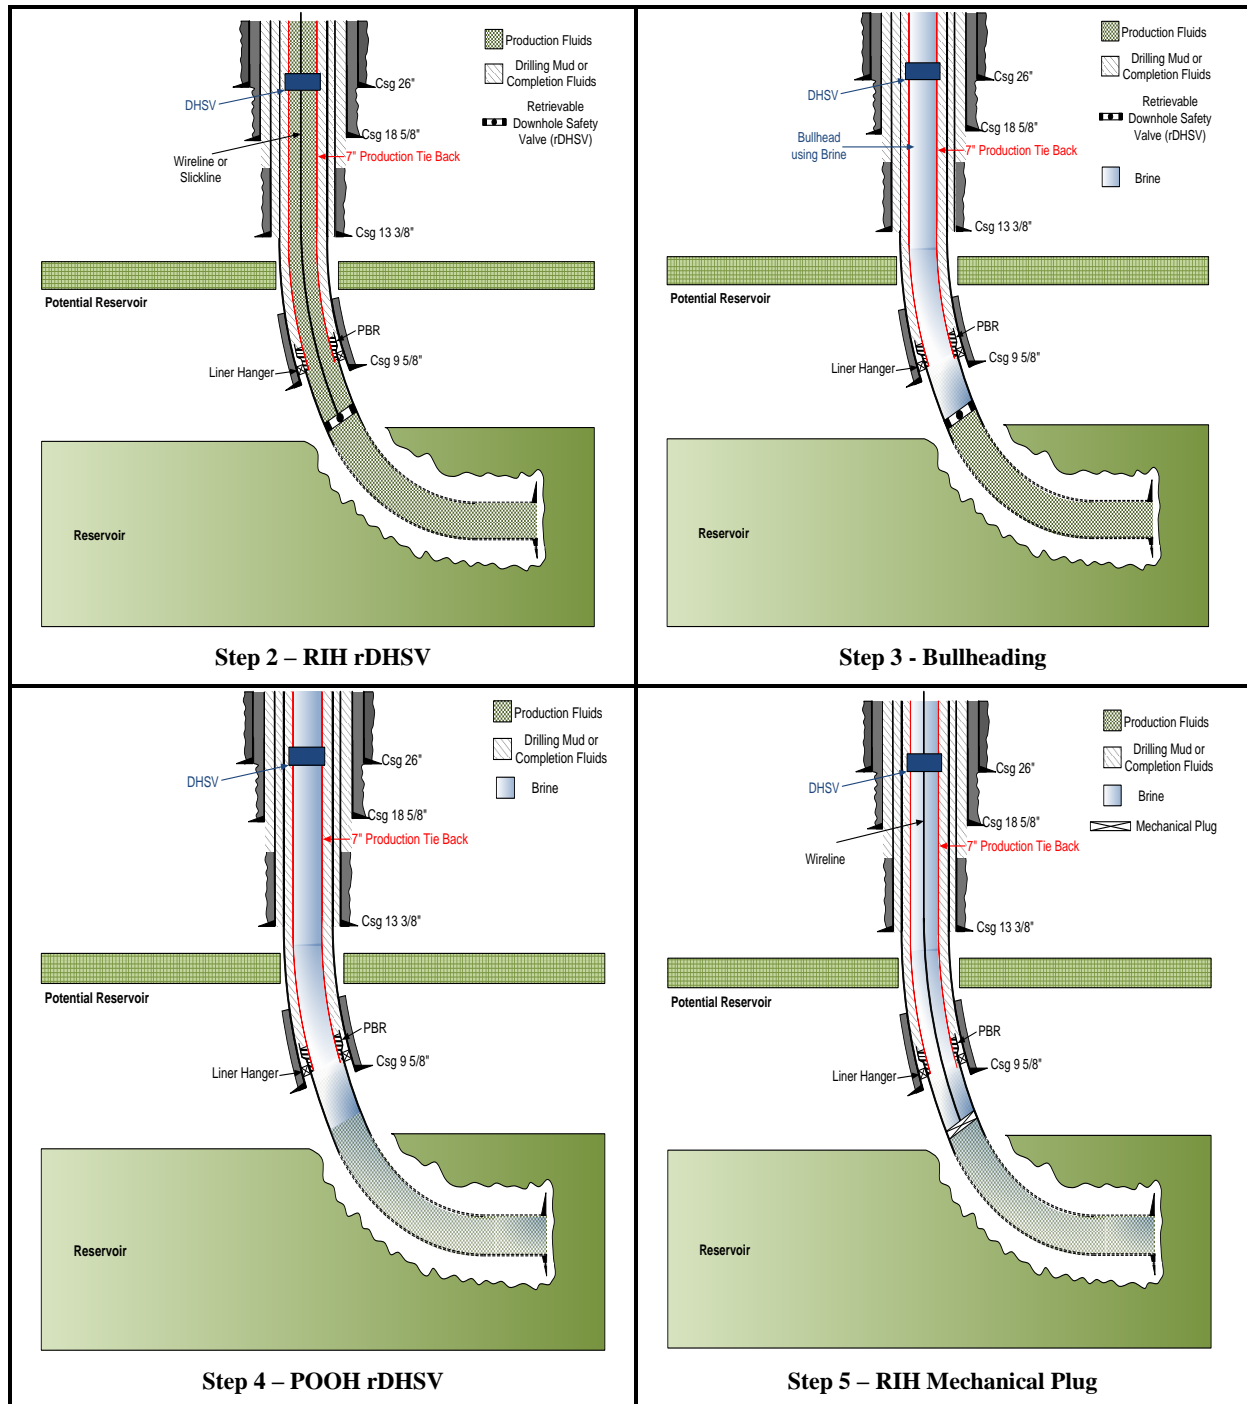 Production Fluids
Drilling Mud or
Completion Fluids
Retrievable
Downhole Safety
Valve (rDHSV)
Csg 26"
DHSV
Csg 18 5/8"
7" Production Tie Back
Wireline or
Slickline
Csg 13 3/8"
Potential Reservoir
PBR
Csg 9 5/8"
Liner Hanger
Reservoir
Step 2 – RIH rDHSV
Production Fluids
Drilling Mud or
Completion Fluids
Retrievable
Downhole Safety
Valve (rDHSV)
Brine
Csg 26"
DHSV
Csg 18 5/8"
Bullhead
using Brine
7" Production Tie Back
Csg 13 3/8"
Potential Reservoir
PBR
Csg 9 5/8"
Liner Hanger
Reservoir
Step 3 - Bullheading
Production Fluids
Drilling Mud or
Completion Fluids
Brine
Csg 26"
DHSV
Csg 18 5/8"
7" Production Tie Back
Csg 13 3/8"
Potential Reservoir
PBR
Csg 9 5/8"
Liner Hanger
Reservoir
Step 4 – POOH rDHSV
Production Fluids
Drilling Mud or
Completion Fluids
Brine
Mechanical Plug
Csg 26"
DHSV
Csg 18 5/8"
7" Production Tie Back
Wireline
Csg 13 3/8"
Potential Reservoir
PBR
Csg 9 5/8"
Liner Hanger
Reservoir
Step 5 – RIH Mechanical Plug